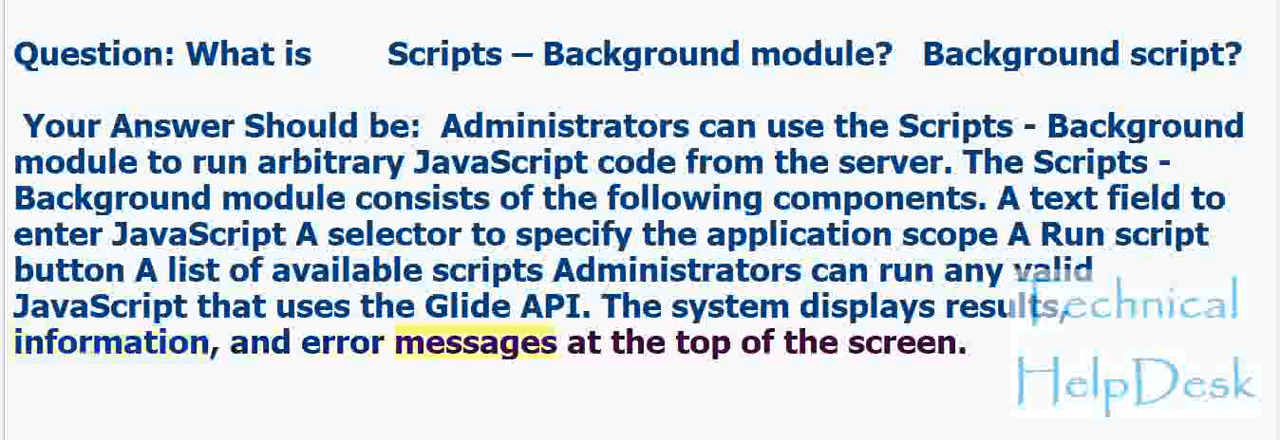 Question: What is Scripts – Background module? Background script?
Your Answer Should be: Administrators can use the Scripts - Background
module to run arbitrary JavaScript code from the server. The Scripts -
Background module consists of the following components. A text field to
enter JavaScript A selector to specify the application scope A Run script
button A list of available scripts Administrators can run any valid
JavaScript that uses the Glide API. The system displays results,
information, and error messages at the top of the screen.
Technical
HelpDesk